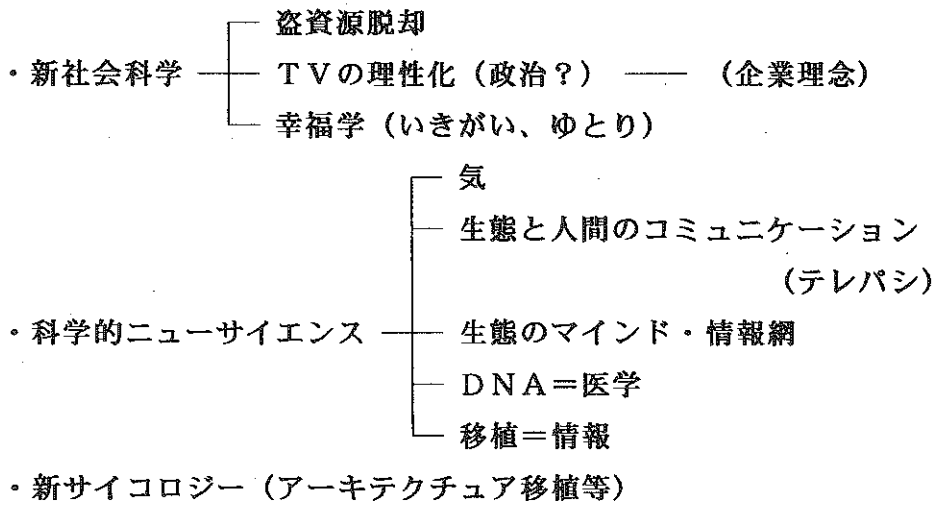 盗資源脱却
・新社会科学
TVの理性化（政治？）（企業理念）
幸福学（いきがい、ゆとり）
気
生態と人間のコミュニケーション
（テレパシ）
・科学的ニューサイエンス
生態のマインド・情報網
DNA＝医学
移植＝情報
・新サイコロジー（アーキテクチュア移植等）